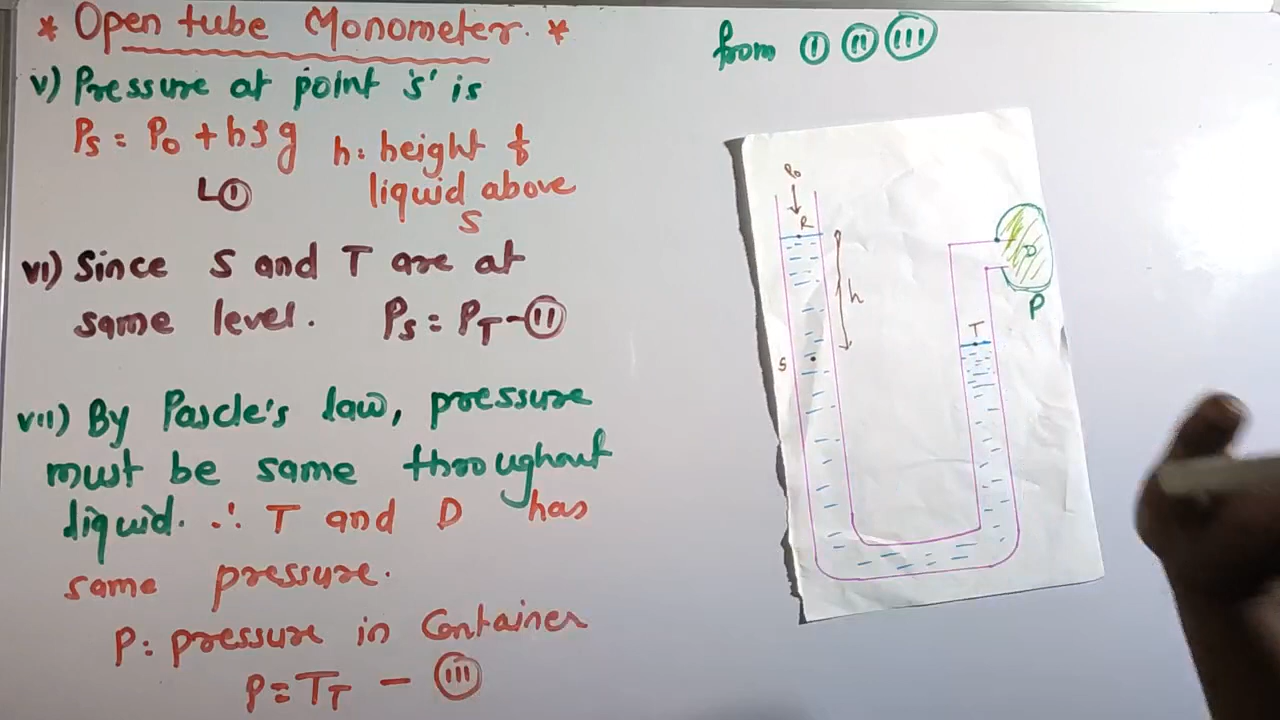 * Open tube Monometer. *
v) Pressure at point 's' is
Ps = P0 + hρg
h: height of
liquid above
S
L(I)
vi) Since S and T are at
same level. Ps = PT - (II)
vii) By Pascle's law, pressure
must be same throughout
liquid. ∴ T and D has
same pressure.
P: pressure in Container
P = TT - (III)
from (I) (II) (III)
P0
R
h
S
T
D
P